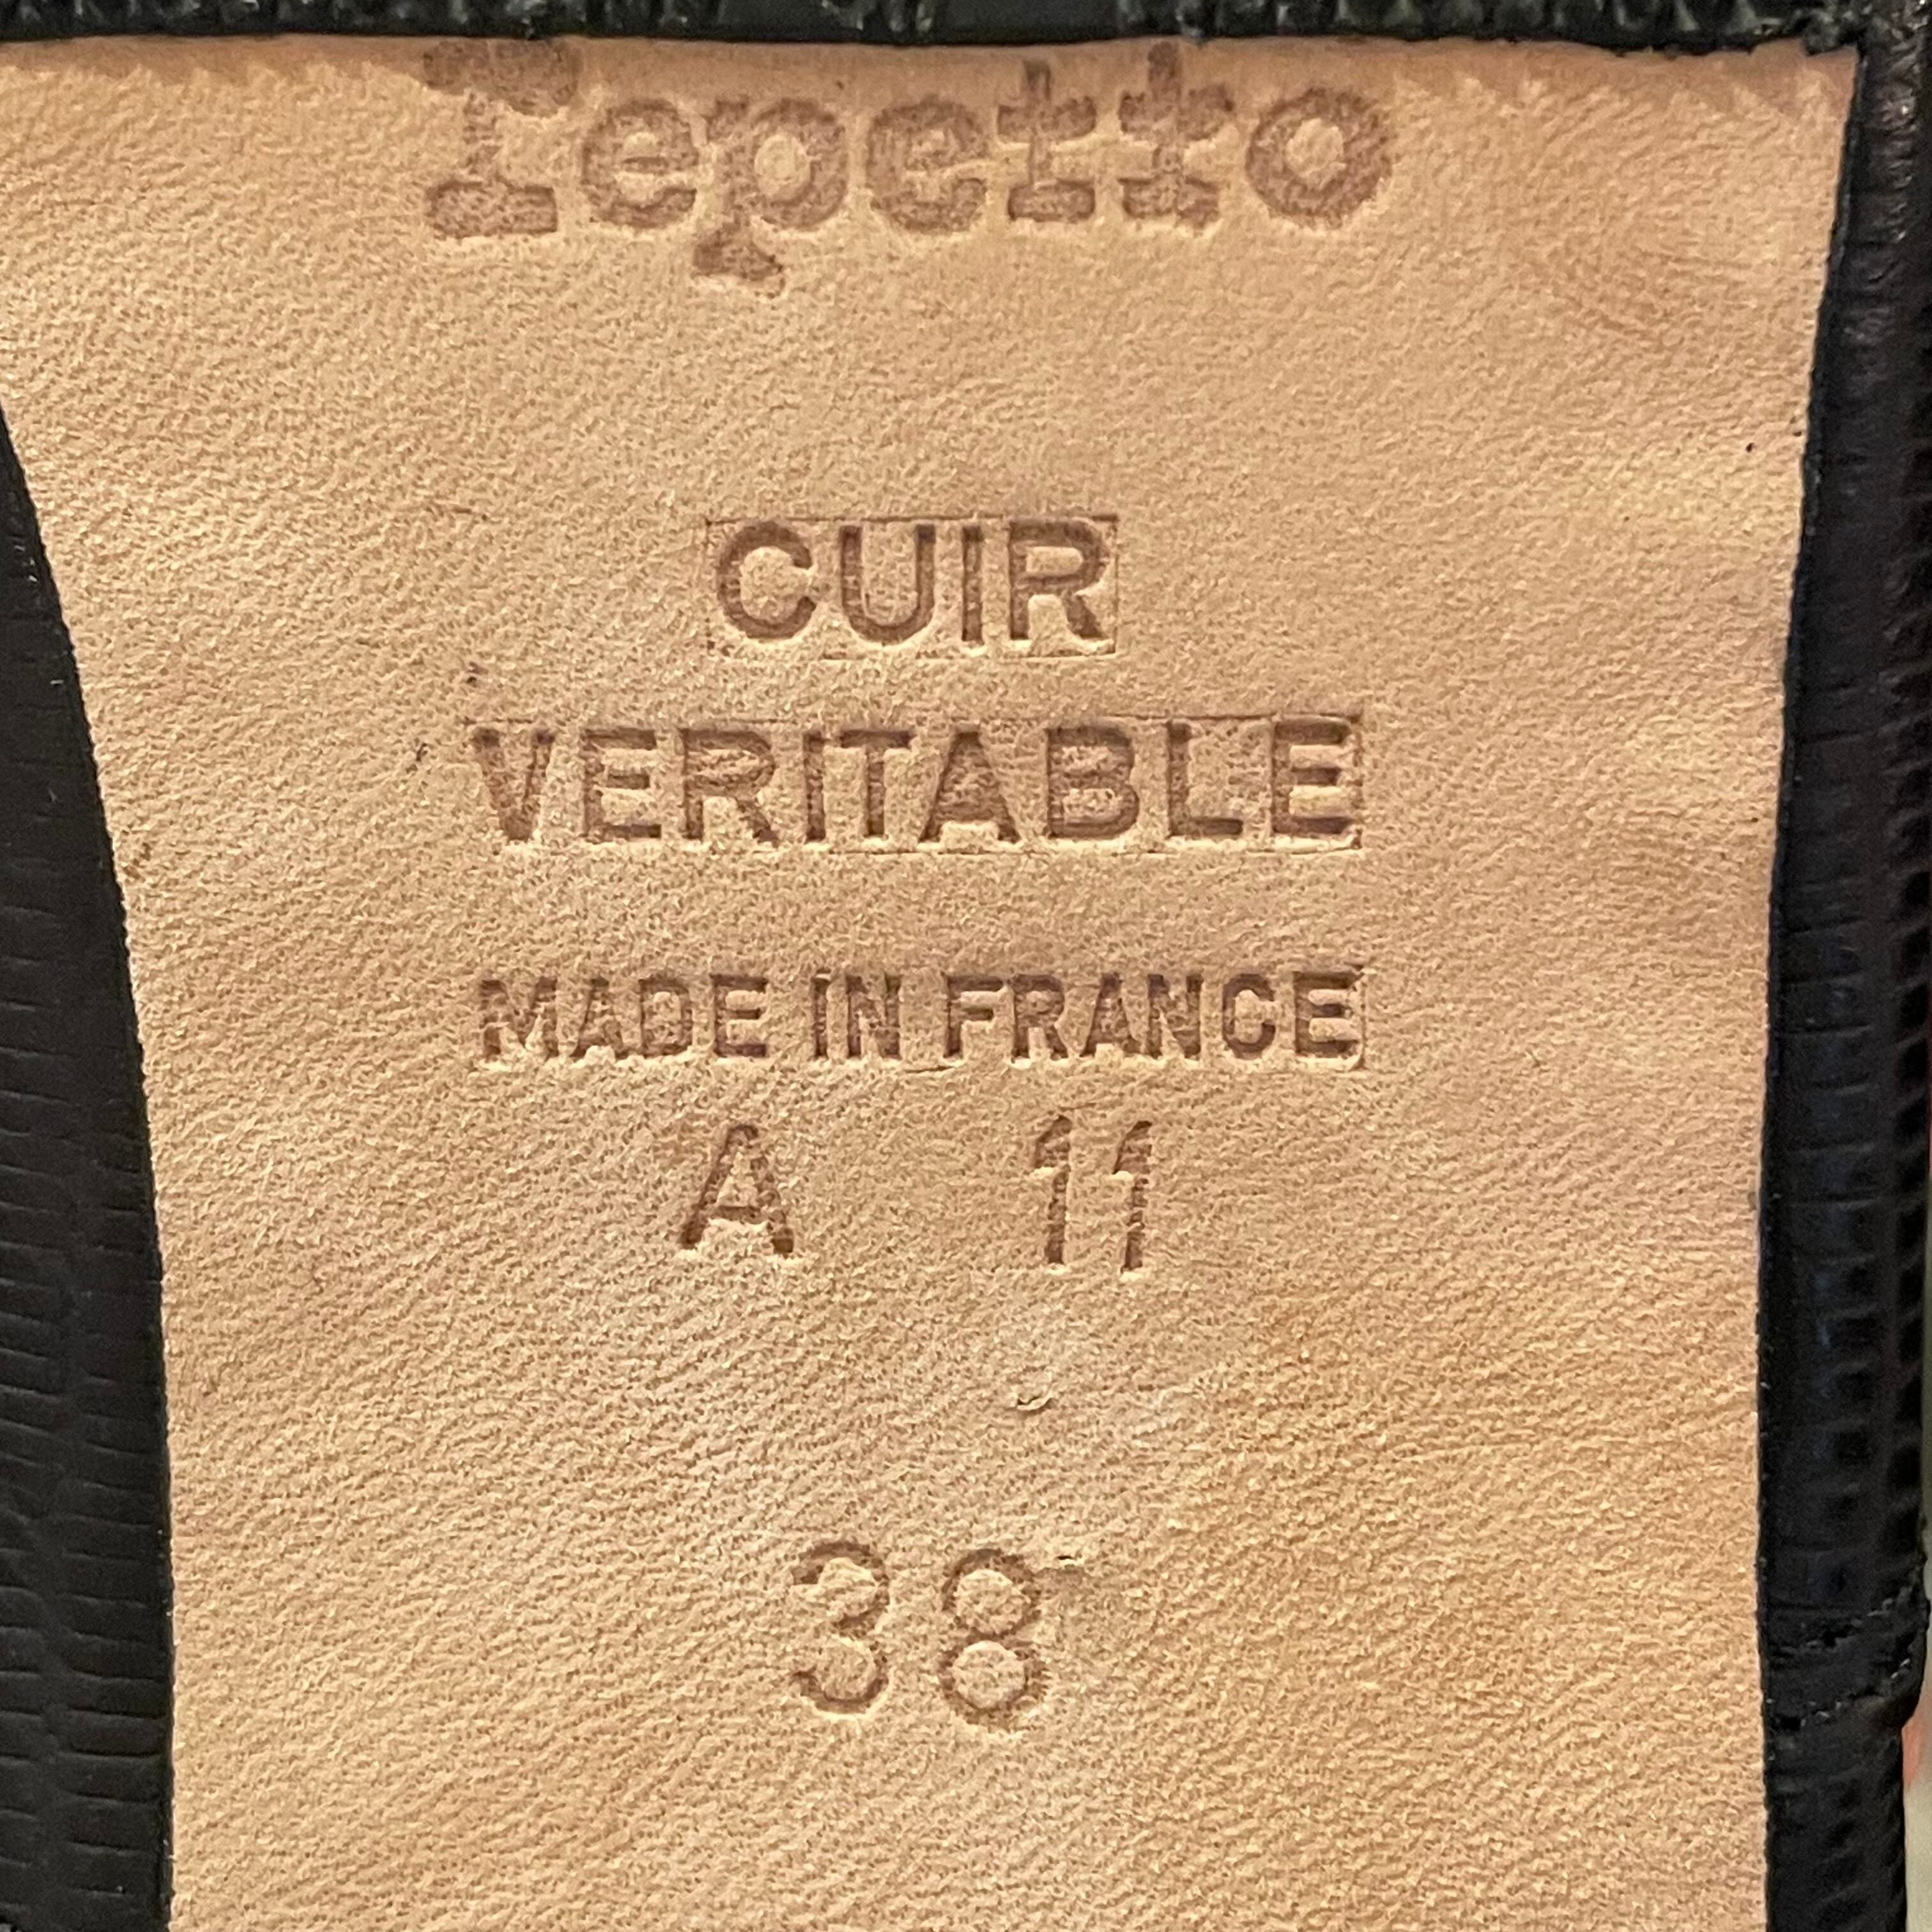 repetto
CUIR
VERITABLE
MADE IN FRANCE
A 11
38